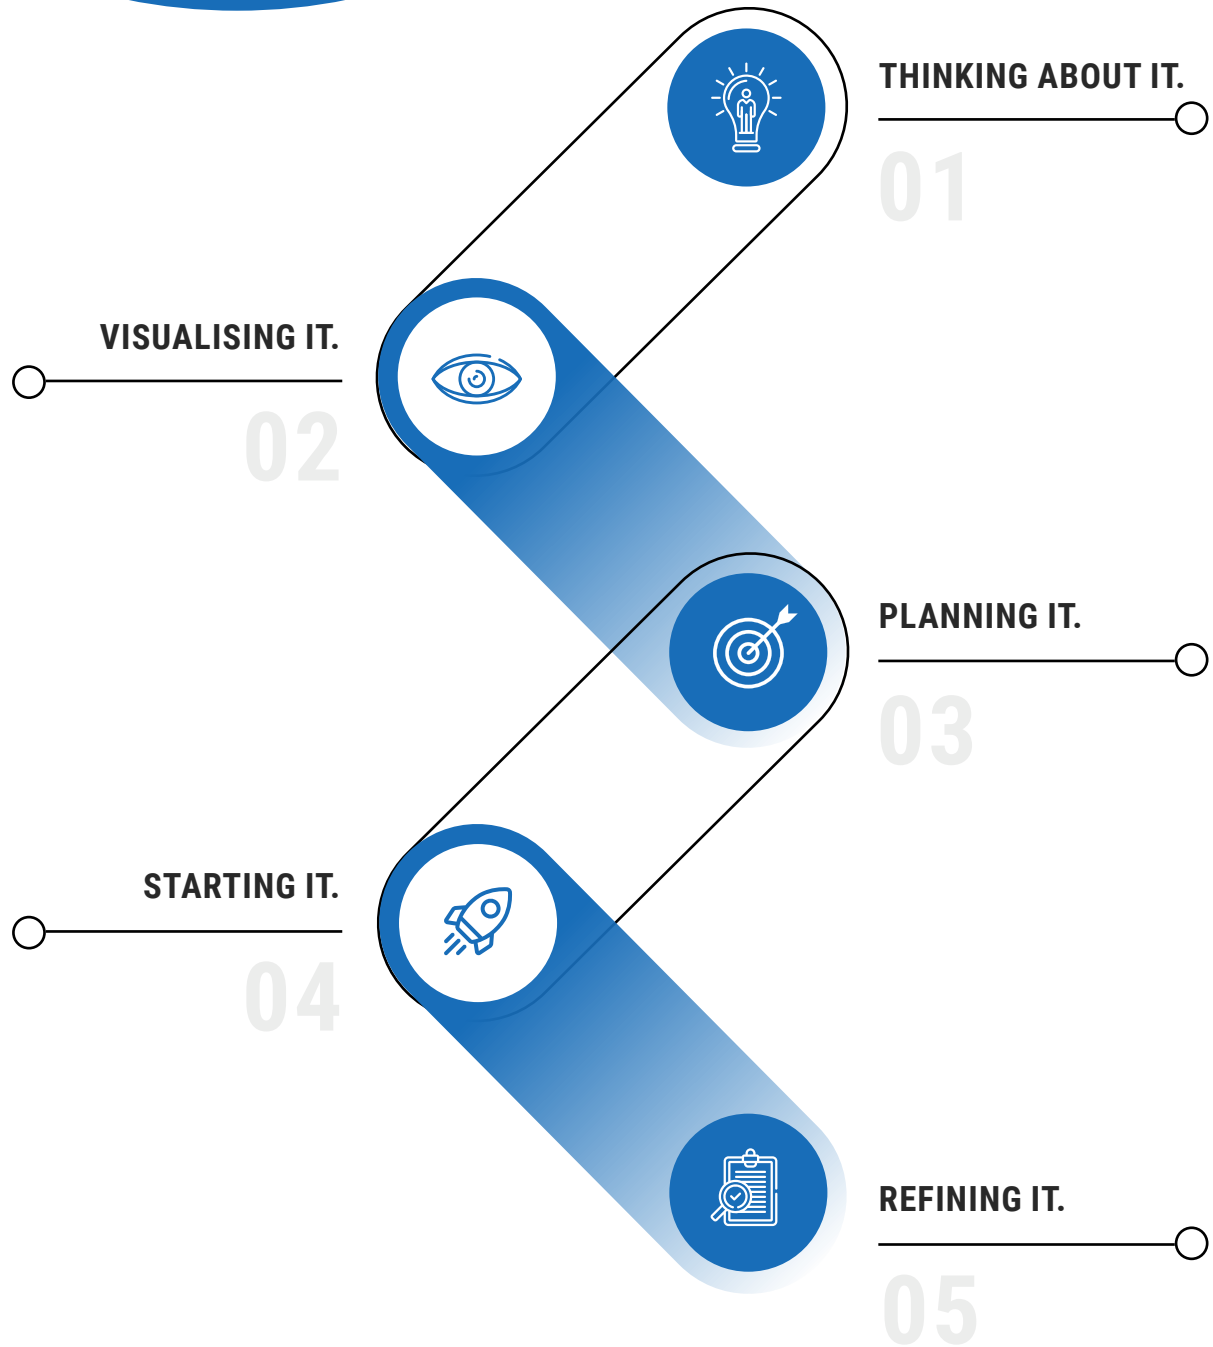 THINKING ABOUT IT.
01
VISUALISING IT.
02
PLANNING IT.
03
STARTING IT.
04
REFINING IT.
05